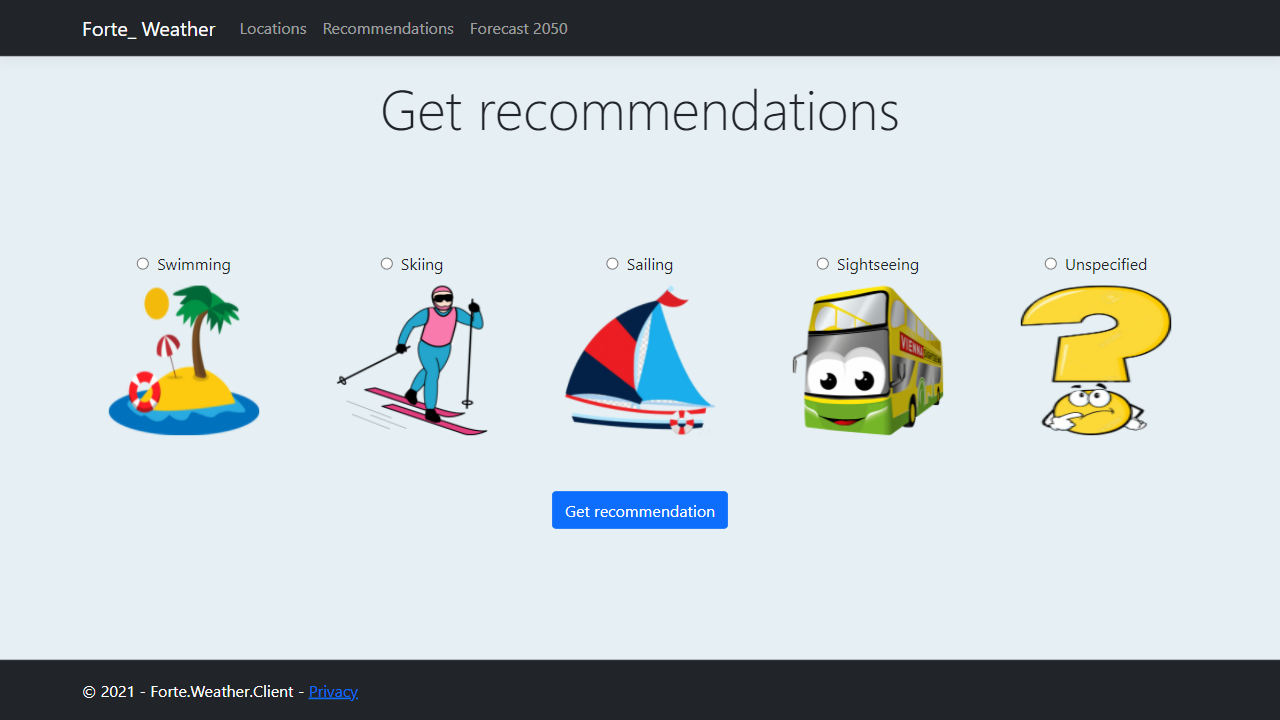 Forte_ Weather Locations Recommendations Forecast 2050
Get recommendations
Swimming Skiing Sailing Sightseeing Unspecified
VIENNA
Get recommendation
© 2021 - Forte.Weather.Client - Privacy